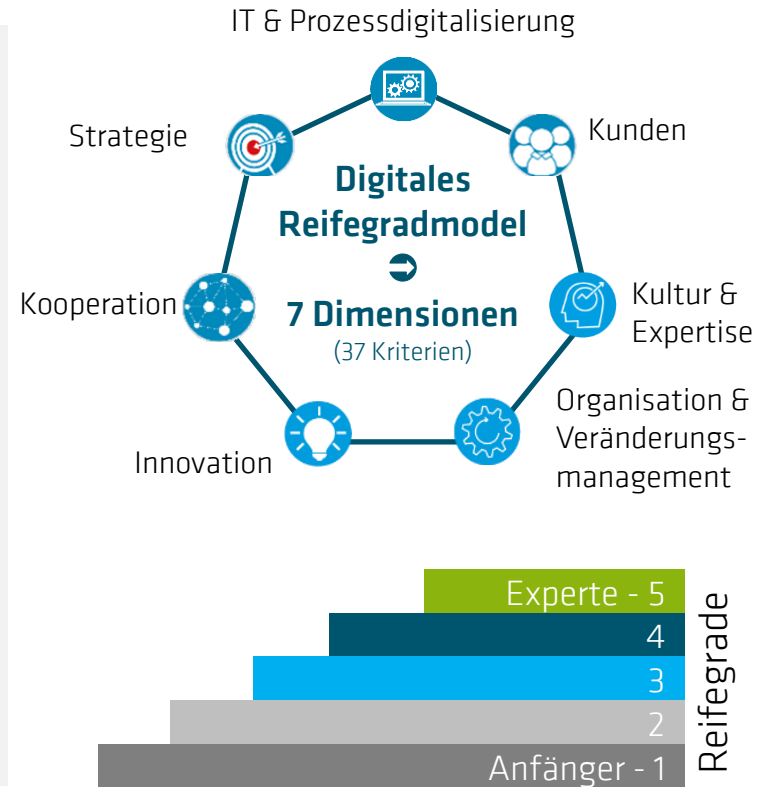 IT & Prozessdigitalisierung
Strategie
Kunden
Digitales
Reifegradmodel
7 Dimensionen
(37 Kriterien)
Kooperation
Kultur &
Expertise
Organisation &
Veränderungs-
management
Innovation
Experte - 5
4
3
2
Anfänger - 1
Reifegrade